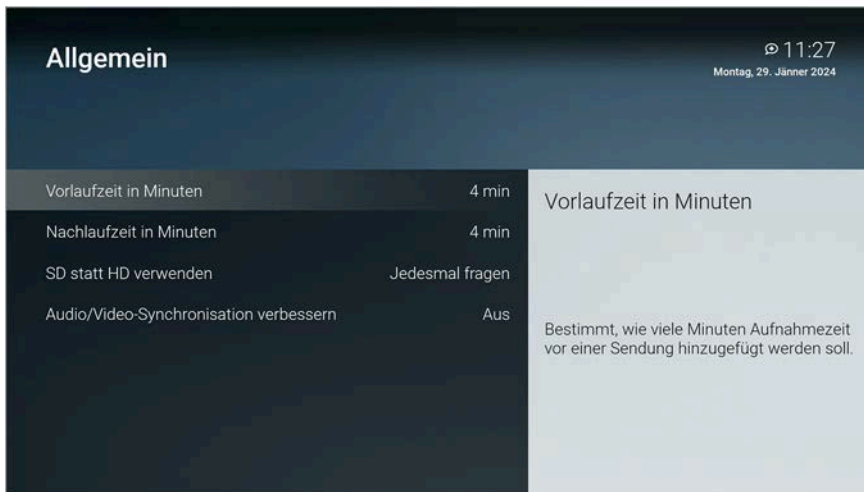 Allgemein
11:27
Montag, 29. Jänner 2024
Vorlaufzeit in Minuten 4 min
Nachlaufzeit in Minuten 4 min
SD statt HD verwenden Jedesmal fragen
Audio/Video-Synchronisation verbessern Aus
Vorlaufzeit in Minuten
Bestimmt, wie viele Minuten Aufnahmezeit
vor einer Sendung hinzugefügt werden soll.